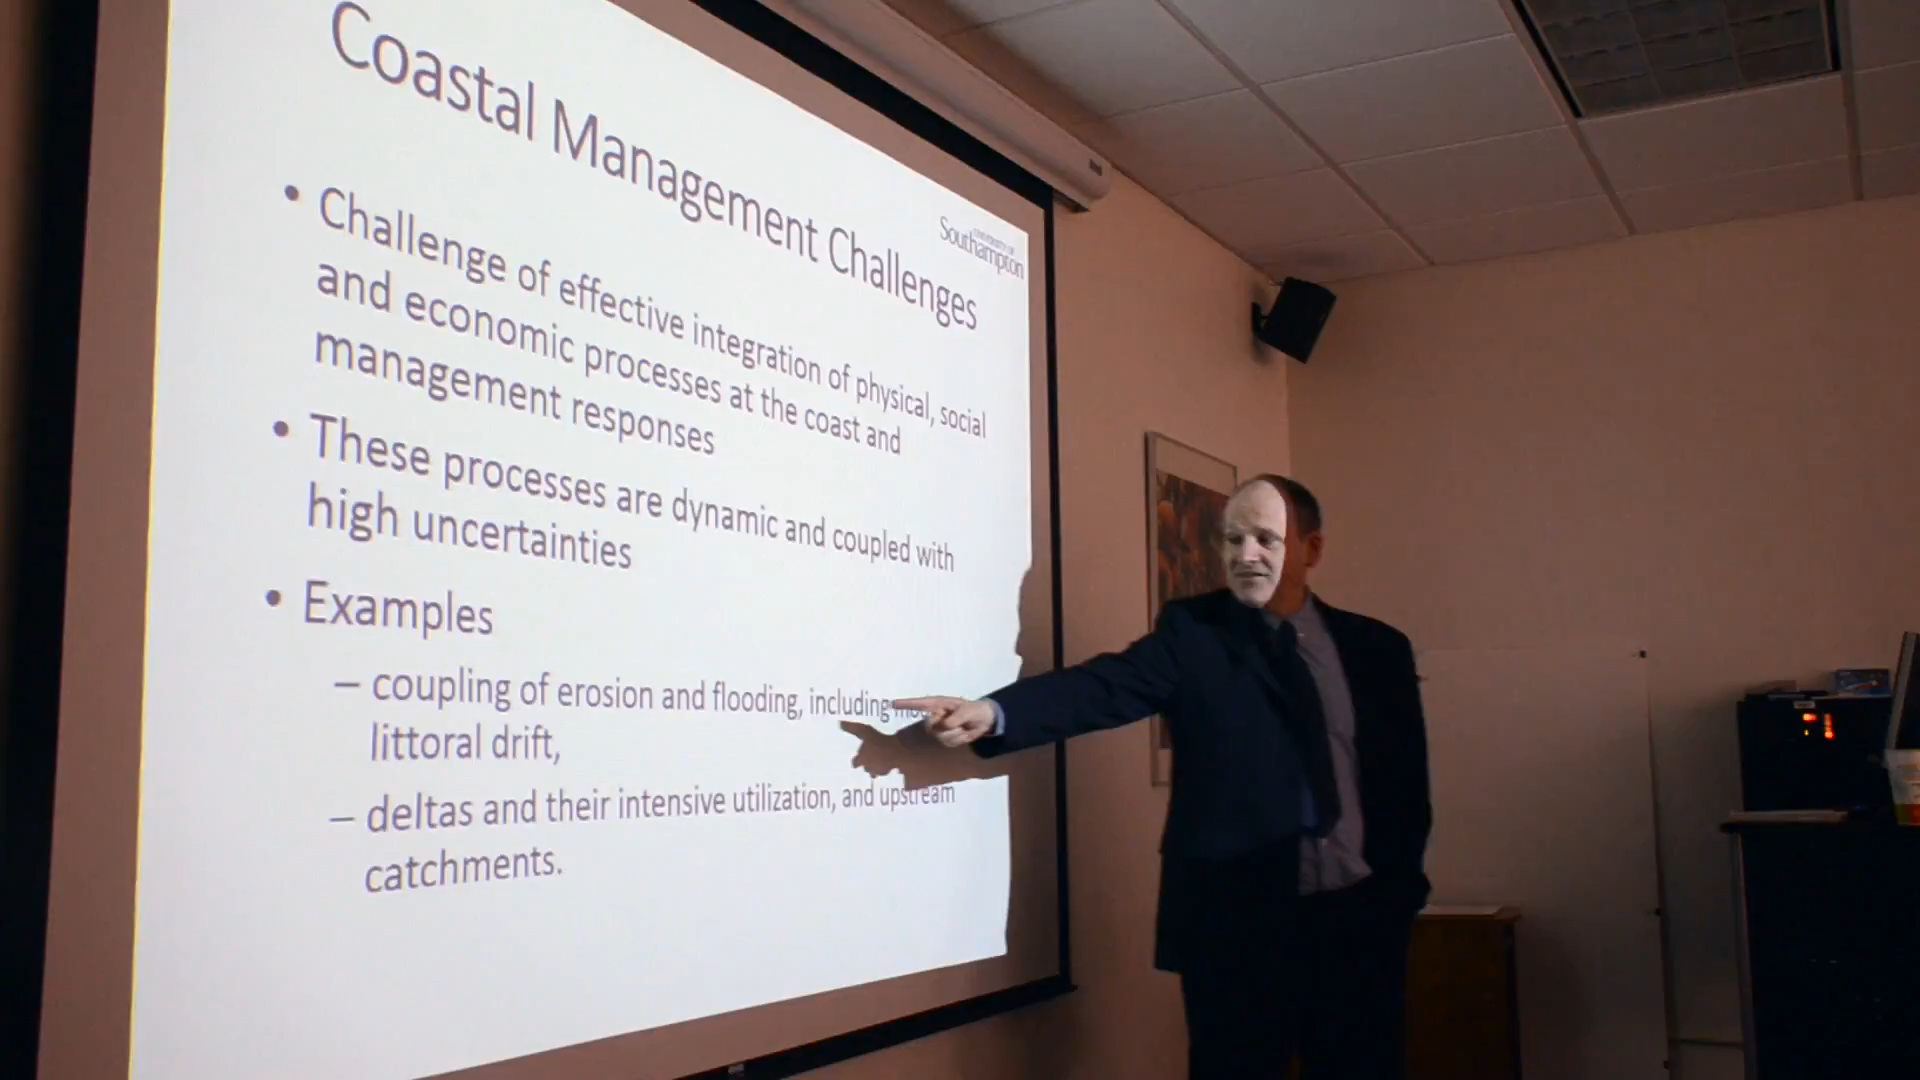 Coastal Management Challenges
UNIVERSITY OF
Southampton
• Challenge of effective integration of physical, social
and economic processes at the coast and
management responses
• These processes are dynamic and coupled with
high uncertainties
• Examples
– coupling of erosion and flooding, including
littoral drift,
– deltas and their intensive utilization, and upstream
catchments.